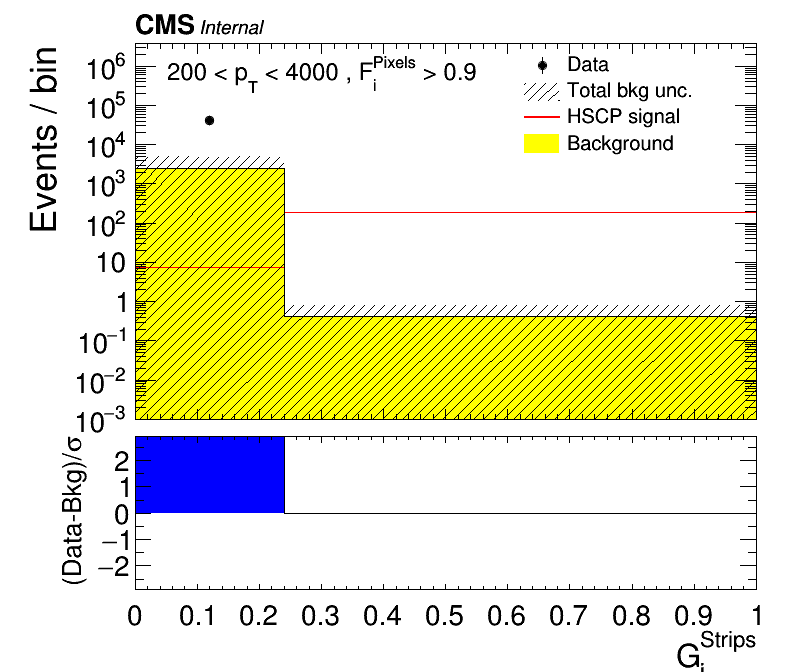 CMS Internal
200 < p_T < 4000 , F_i^Pixels > 0.9
Data
Total bkg unc.
HSCP signal
Background
Events / bin
10^6
10^5
10^4
10^3
10^2
10
1
10^−1
10^−2
10^−3
(Data-Bkg)/σ
2
1
0
−1
−2
0 0.1 0.2 0.3 0.4 0.5 0.6 0.7 0.8 0.9 1
G_i^Strips